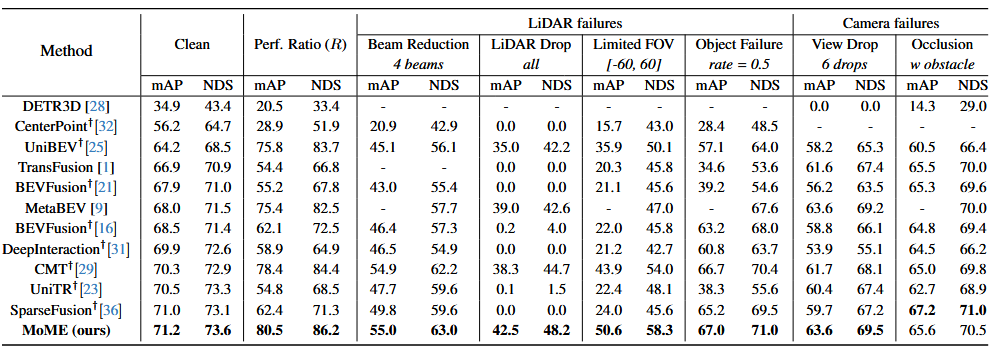 LiDAR failures Camera failures
Method Clean Perf. Ratio (R) Beam Reduction LiDAR Drop Limited FOV Object Failure View Drop Occlusion
4 beams all [-60, 60] rate = 0.5 6 drops w obstacle
mAP NDS mAP NDS mAP NDS mAP NDS mAP NDS mAP NDS mAP NDS mAP NDS
DETR3D [28] 34.9 43.4 20.5 33.4 - - - - - - - - 0.0 0.0 14.3 29.0
CenterPoint†[32] 56.2 64.7 28.9 51.9 20.9 42.9 0.0 0.0 15.7 43.0 28.4 48.5 - - - -
UniBEV†[25] 64.2 68.5 75.8 83.7 45.1 56.1 35.0 42.2 35.9 50.1 57.1 64.0 58.2 65.3 60.5 66.4
TransFusion [1] 66.9 70.9 54.4 66.8 - - 0.0 0.0 20.3 45.8 34.6 53.6 61.6 67.4 65.5 70.0
BEVFusion†[21] 67.9 71.0 55.2 67.8 43.0 55.4 0.0 0.0 21.1 45.6 39.2 54.6 56.2 63.5 65.3 69.6
MetaBEV [9] 68.0 71.5 75.4 82.5 - 57.7 39.0 42.6 - 47.0 - 67.6 63.6 69.2 - 70.0
BEVFusion†[16] 68.5 71.4 62.1 72.5 46.4 57.3 0.2 4.0 22.0 45.8 63.2 68.0 58.8 66.1 64.8 69.4
DeepInteraction†[31] 69.9 72.6 58.9 64.9 46.5 54.9 0.0 0.0 21.2 42.7 60.8 63.7 53.9 55.1 64.5 66.2
CMT†[29] 70.3 72.9 78.4 84.4 54.9 62.2 38.3 44.7 43.9 54.0 66.7 70.4 61.7 68.1 65.0 69.8
UniTR†[23] 70.5 73.3 54.8 68.5 47.7 59.6 0.1 1.5 22.4 48.1 38.3 55.6 60.4 67.4 62.7 68.9
SparseFusion†[36] 71.0 73.1 62.4 71.3 49.8 59.6 0.0 0.0 24.0 45.6 65.2 69.5 59.7 67.2 67.2 71.0
MoME (ours) 71.2 73.6 80.5 86.2 55.0 63.0 42.5 48.2 50.6 58.3 67.0 71.0 63.6 69.5 65.6 70.5